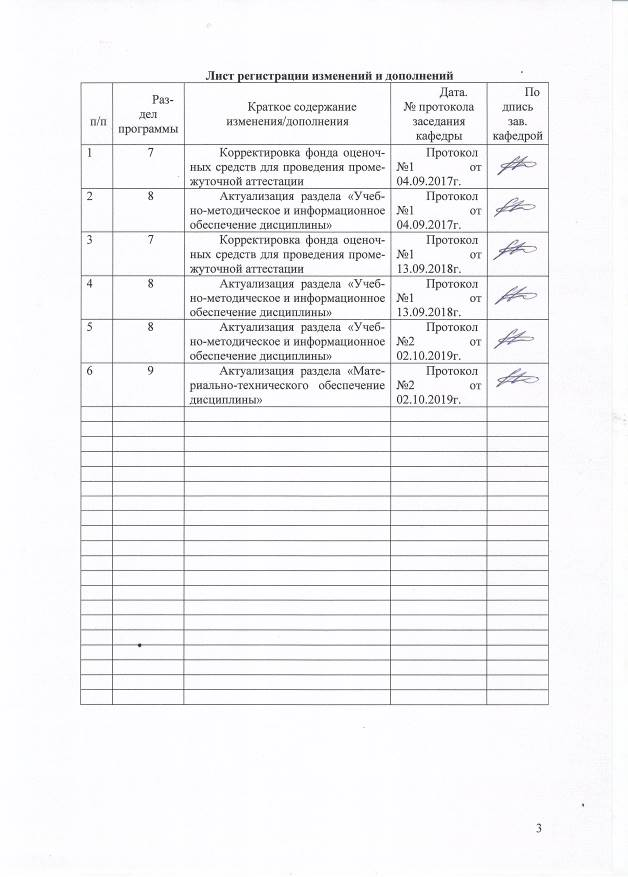 Лист регистрации изменений и дополнений
п/п
Раз-
дел
программы
Краткое содержание
изменения/дополнения
Дата.
№ протокола
заседания
кафедры
По
дпись
зав.
кафедрой
1 7 Корректировка фонда оценоч- Протокол
ных средств для проведения проме- №1 от
жуточной аттестации 04.09.2017г.
2 8 Актуализация раздела «Учеб- Протокол
но-методическое и информационное №1 от
обеспечение дисциплины» 04.09.2017г.
3 7 Корректировка фонда оценоч- Протокол
ных средств для проведения проме- №1 от
жуточной аттестации 13.09.2018г.
4 8 Актуализация раздела «Учеб- Протокол
но-методическое и информационное №1 от
обеспечение дисциплины» 13.09.2018г.
5 8 Актуализация раздела «Учеб- Протокол
но-методическое и информационное №2 от
обеспечение дисциплины» 02.10.2019г.
6 9 Актуализация раздела «Мате- Протокол
риально-технического обеспечение №2 от
дисциплины» 02.10.2019г.
3